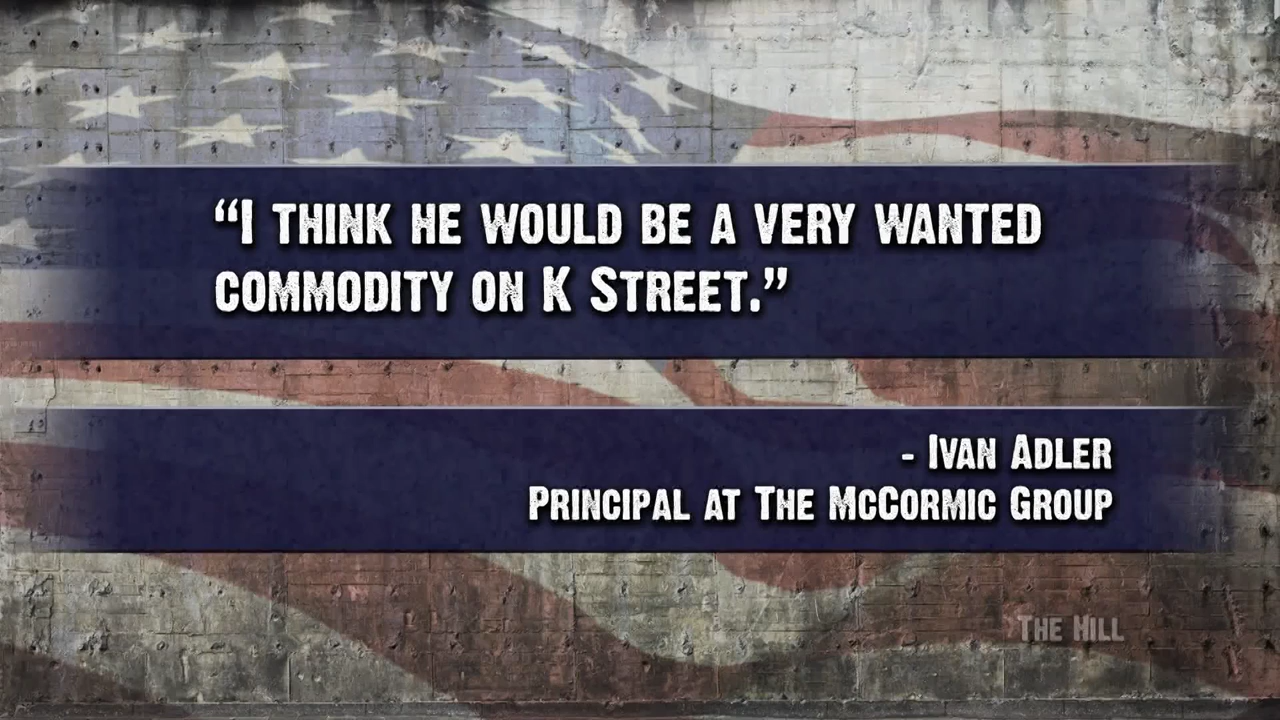 “I think he would be a very wanted
commodity on K Street.”
- Ivan Adler
Principal at The McCormic Group
The Hill